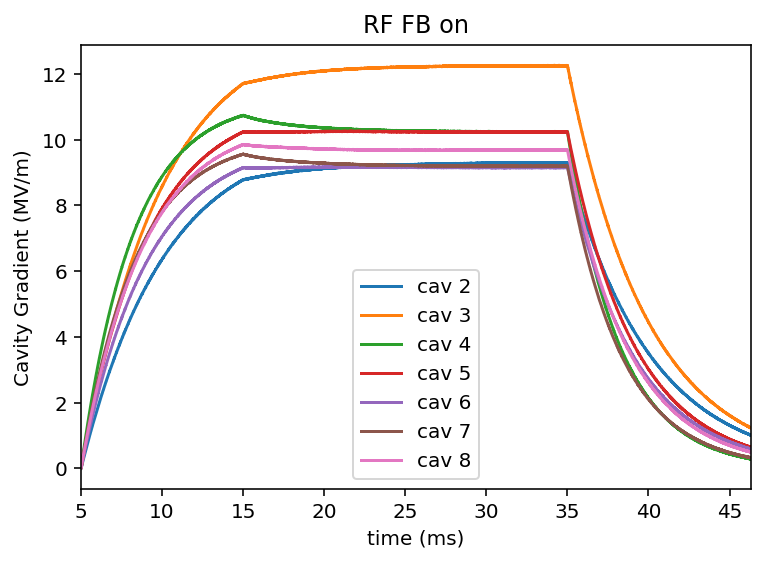 RF FB on
Cavity Gradient (MV/m)
12
10
8
6
4
2
0
cav 2
cav 3
cav 4
cav 5
cav 6
cav 7
cav 8
5 10 15 20 25 30 35 40 45
time (ms)